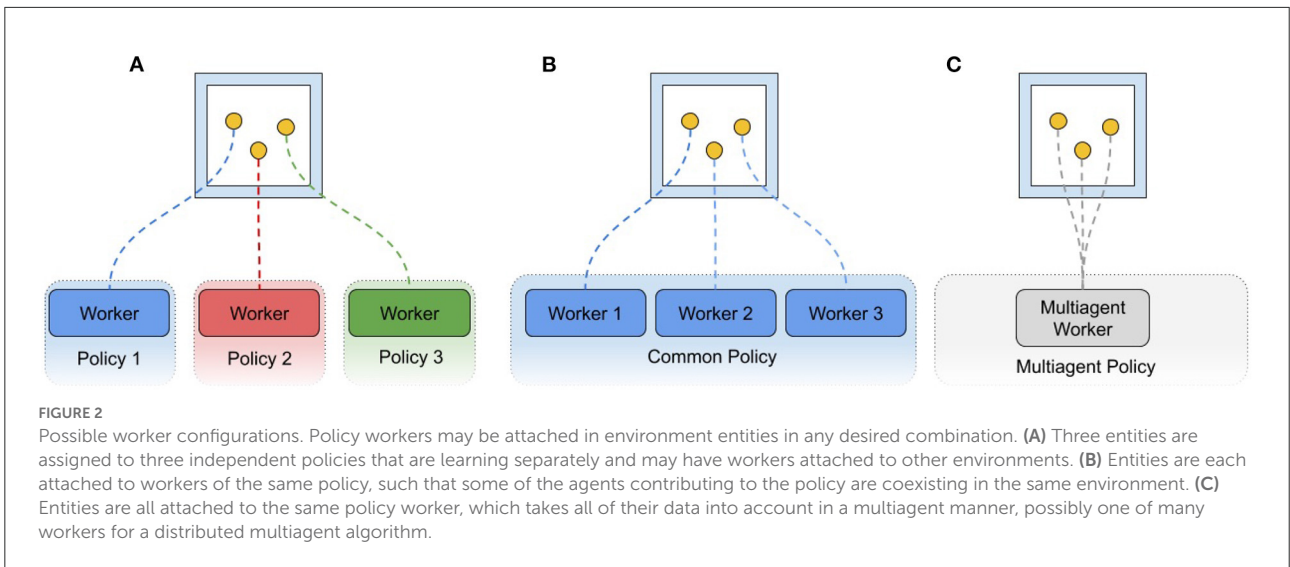 A
B
C
Worker
Worker
Worker
Policy 1
Policy 2
Policy 3
Worker 1
Worker 2
Worker 3
Common Policy
Multiagent
Worker
Multiagent Policy
FIGURE 2
Possible worker configurations. Policy workers may be attached in environment entities in any desired combination. (A) Three entities are
assigned to three independent policies that are learning separately and may have workers attached to other environments. (B) Entities are each
attached to workers of the same policy, such that some of the agents contributing to the policy are coexisting in the same environment. (C)
Entities are all attached to the same policy worker, which takes all of their data into account in a multiagent manner, possibly one of many
workers for a distributed multiagent algorithm.